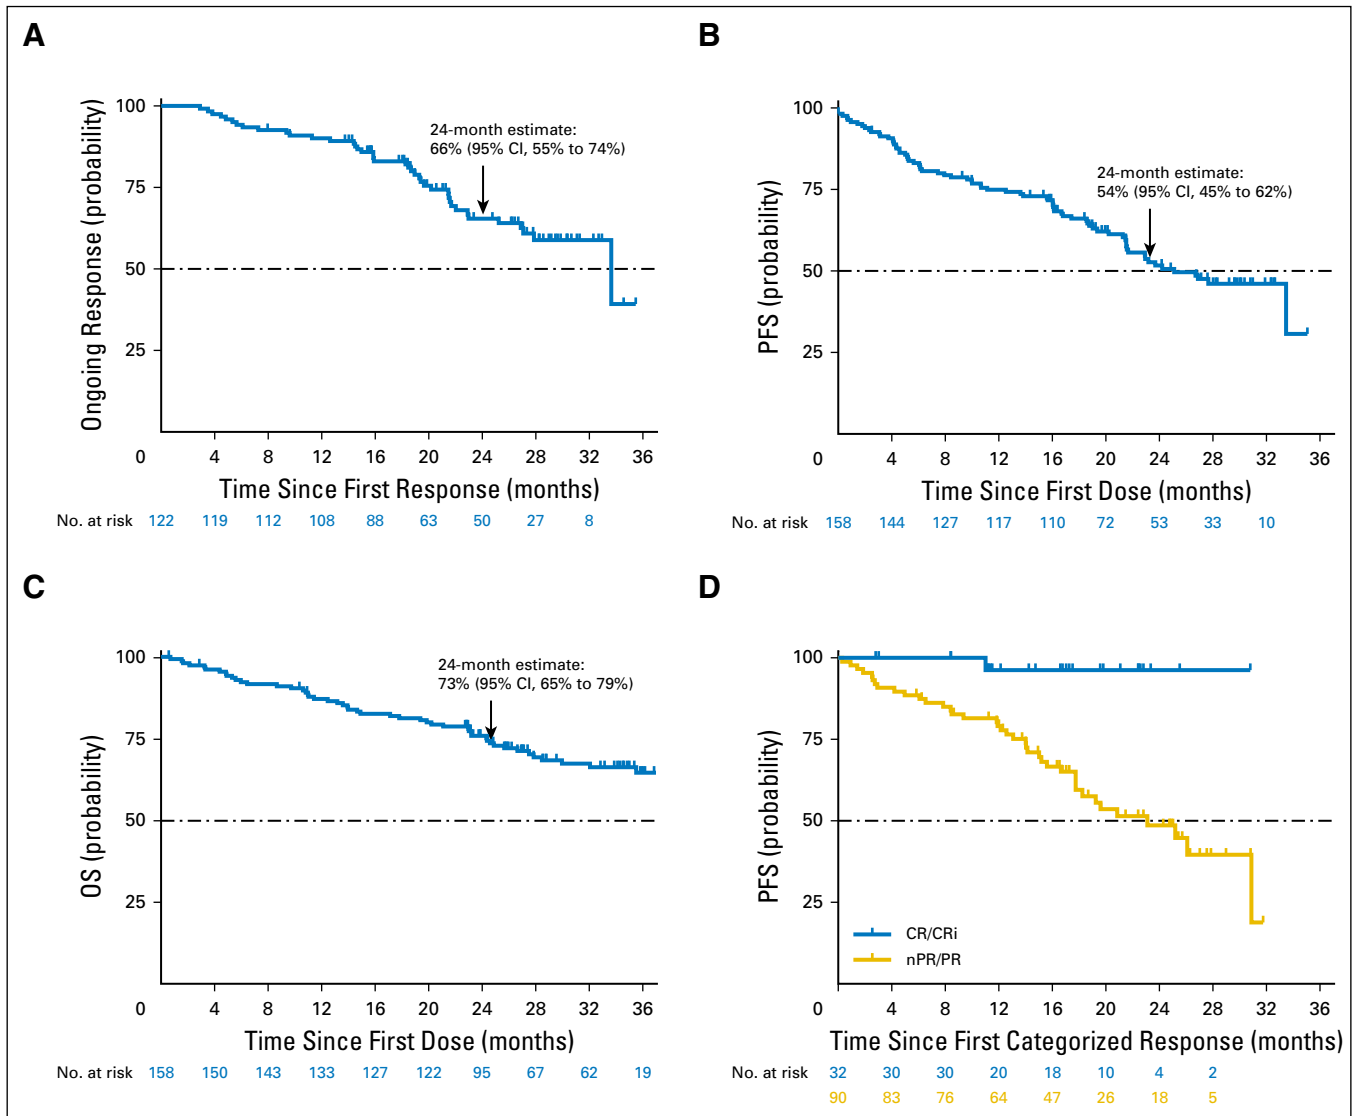 A
Ongoing Response (probability)
100
75
50
25
24-month estimate:
66% (95% CI, 55% to 74%)
0 4 8 12 16 20 24 28 32 36
Time Since First Response (months)
No. at risk 122 119 112 108 88 63 50 27 8
B
PFS (probability)
100
75
50
25
24-month estimate:
54% (95% CI, 45% to 62%)
0 4 8 12 16 20 24 28 32 36
Time Since First Dose (months)
No. at risk 158 144 127 117 110 72 53 33 10
C
OS (probability)
100
75
50
25
24-month estimate:
73% (95% CI, 65% to 79%)
0 4 8 12 16 20 24 28 32 36
Time Since First Dose (months)
No. at risk 158 150 143 133 127 122 95 67 62 19
D
PFS (probability)
100
75
50
25
CR/CRi
nPR/PR
0 4 8 12 16 20 24 28 32 36
Time Since First Categorized Response (months)
No. at risk 32 30 30 20 18 10 4 2
90 83 76 64 47 26 18 5